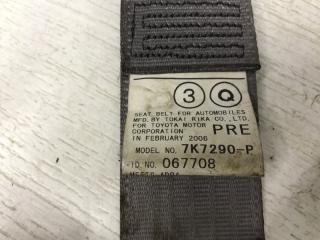 3 Q
SEAT BELT FOR AUTOMOBILES
MFD. BY TOKAI RIKA CO., LTD.
FOR TOYOTA MOTOR
CORPORATION PRE
IN FEBRUARY 2006
MODEL NO. 7K7290-P
ID.NO. 067708